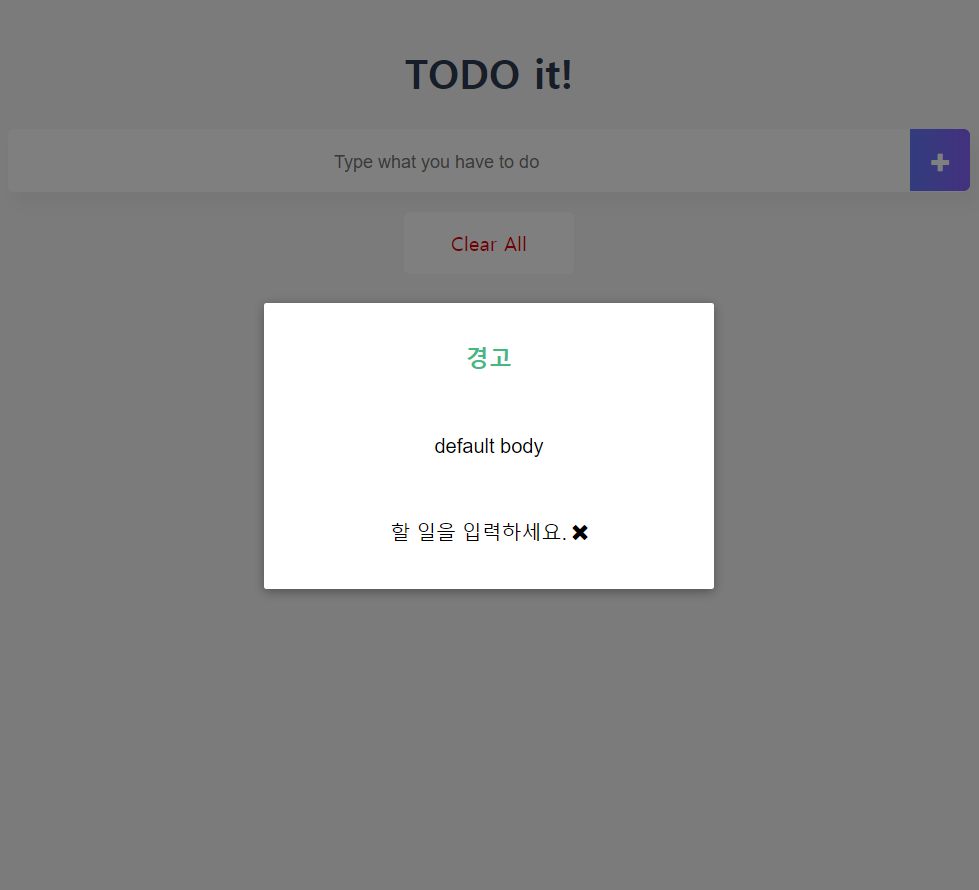 TODO it!
Type what you have to do
Clear All
경고
default body
할 일을 입력하세요.